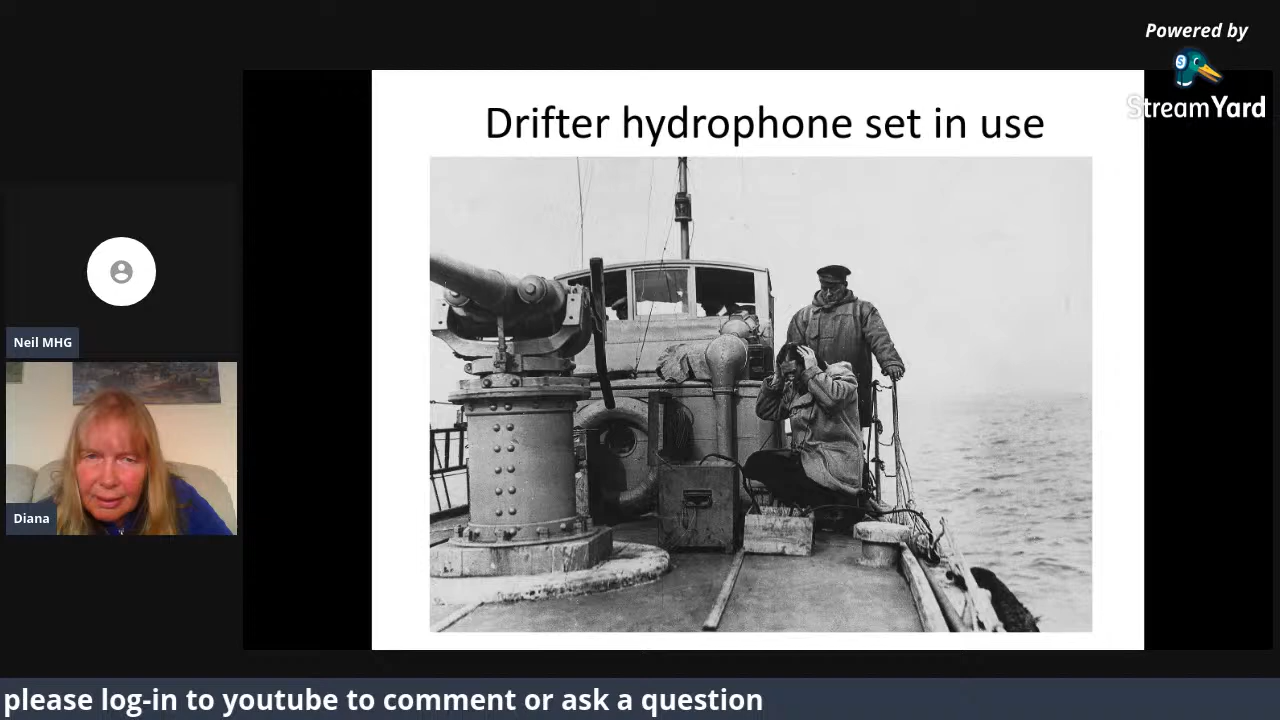 Powered by
StreamYard
Drifter hydrophone set in use
Neil MHG
Diana
please log-in to youtube to comment or ask a question